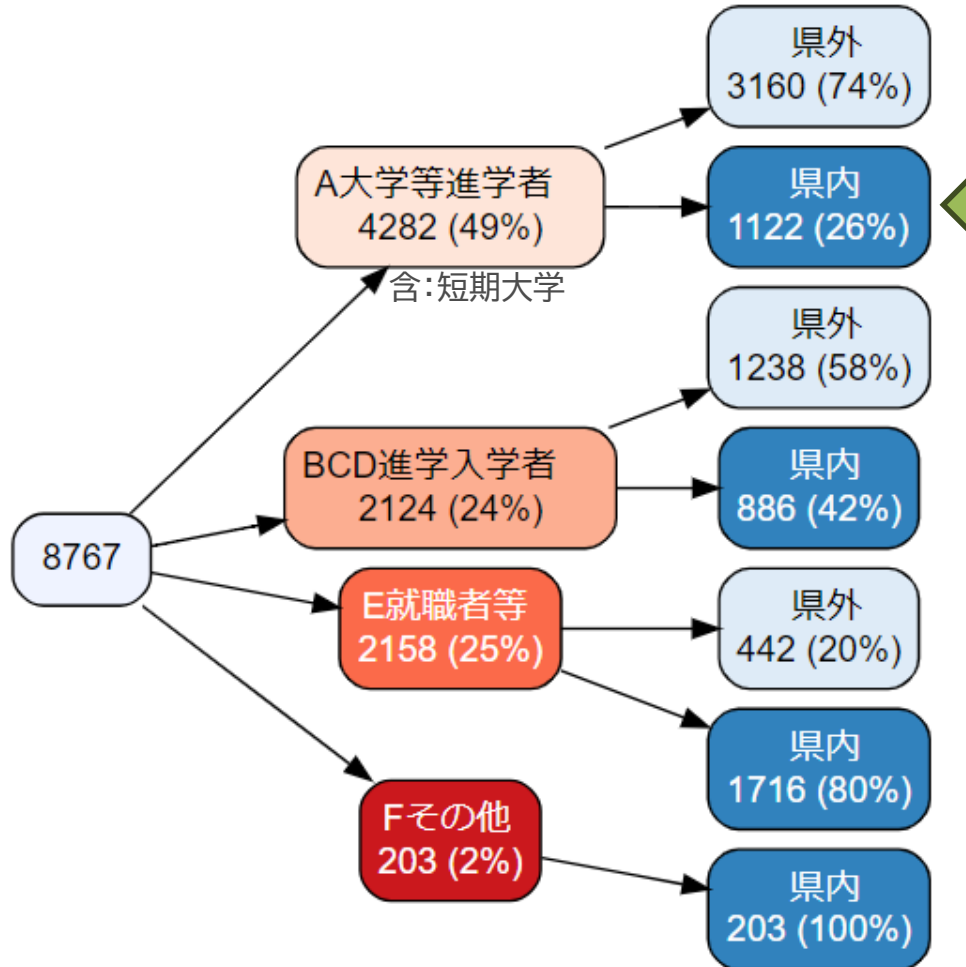 県外
3160 (74%)
A大学等進学者
4282 (49%)
県内
1122 (26%)
含:短期大学
県外
1238 (58%)
BCD進学入学者
2124 (24%)
県内
886 (42%)
8767
E就職者等
2158 (25%)
県外
442 (20%)
県内
1716 (80%)
Fその他
203 (2%)
県内
203 (100%)